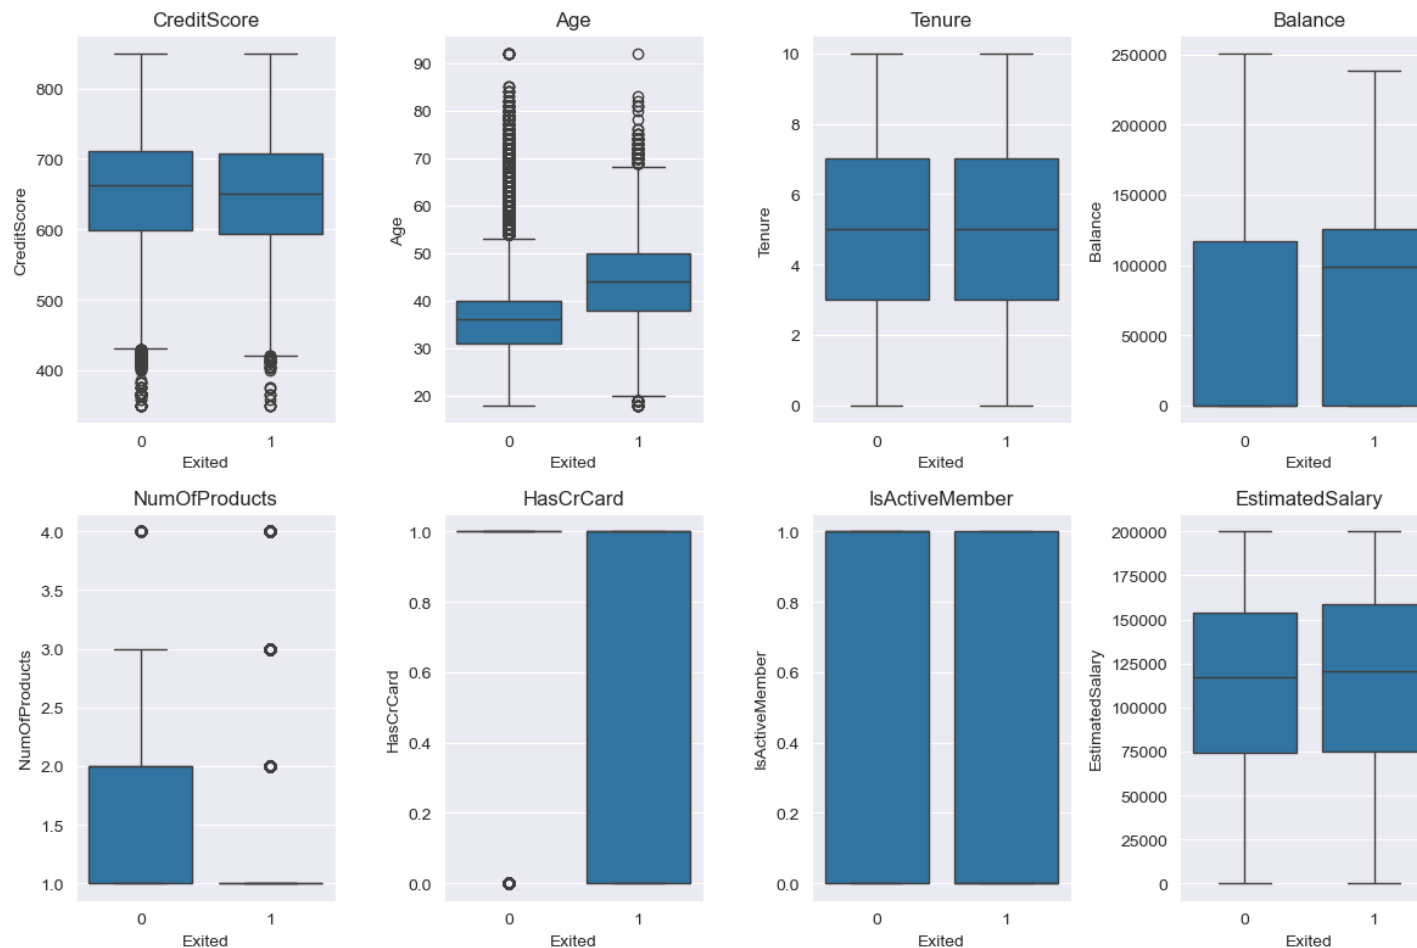 CreditScore
800
700
600
500
400
CreditScore
0
1
Exited
Age
90
80
70
60
50
40
30
20
Age
0
1
Exited
Tenure
10
8
6
4
2
0
Tenure
0
1
Exited
Balance
250000
200000
150000
100000
50000
0
Balance
0
1
Exited
NumOfProducts
4.0
3.5
3.0
2.5
2.0
1.5
1.0
NumOfProducts
0
1
Exited
HasCrCard
1.0
0.8
0.6
0.4
0.2
0.0
HasCrCard
0
1
Exited
IsActiveMember
1.0
0.8
0.6
0.4
0.2
0.0
IsActiveMember
0
1
Exited
EstimatedSalary
200000
175000
150000
125000
100000
75000
50000
25000
0
EstimatedSalary
0
1
Exited